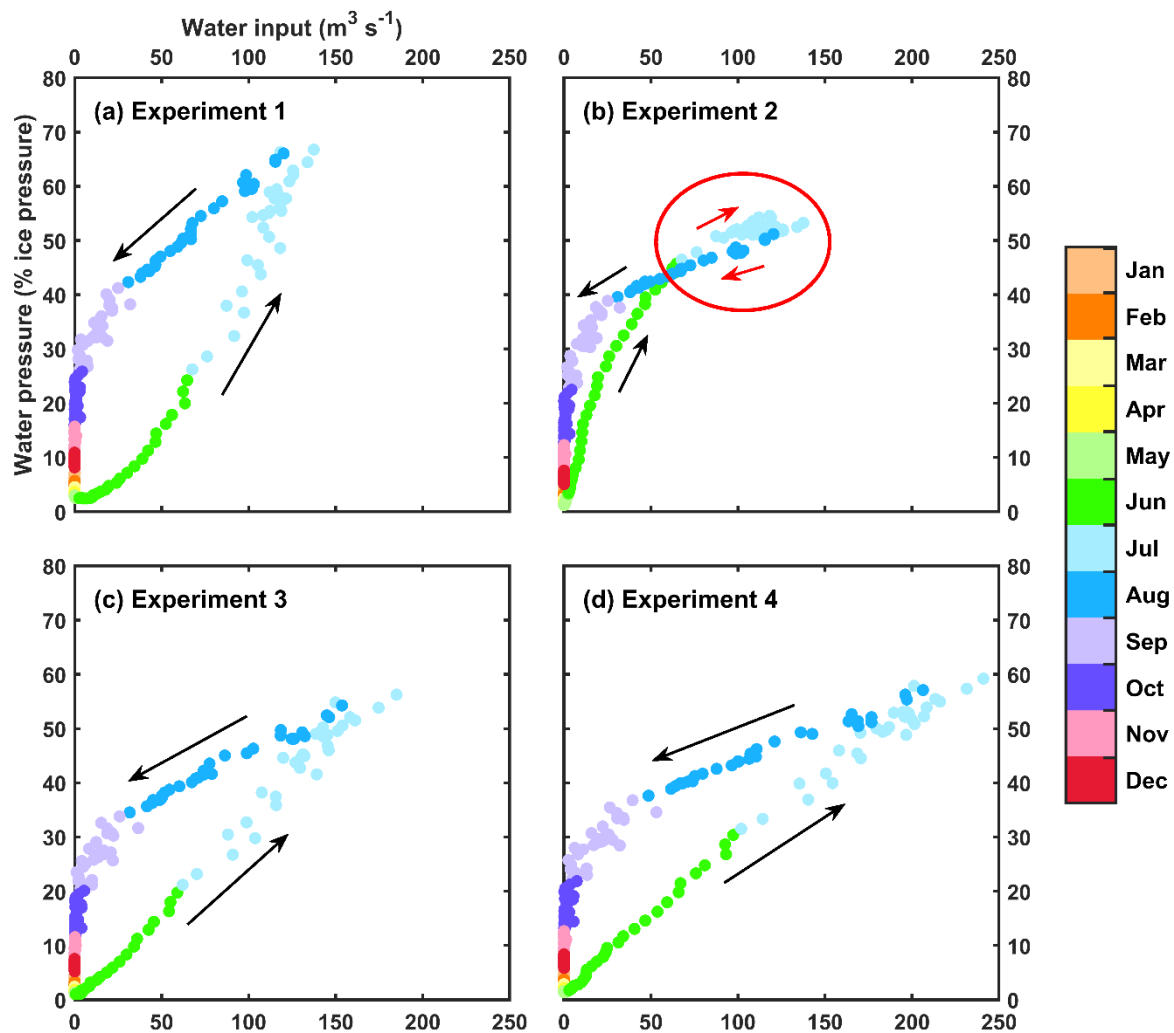 Water input (m³ s⁻¹)
0 50 100 150 200 250
0 50 100 150 200 250
Water pressure (% ice pressure)
80
70
60
50
40
30
20
10
0
(a) Experiment 1
(b) Experiment 2
80
70
60
50
40
30
20
10
0
80
70
60
50
40
30
20
10
0
0 50 100 150 200 250
(c) Experiment 3
(d) Experiment 4
80
70
60
50
40
30
20
10
0
0 50 100 150 200 250
Jan
Feb
Mar
Apr
May
Jun
Jul
Aug
Sep
Oct
Nov
Dec